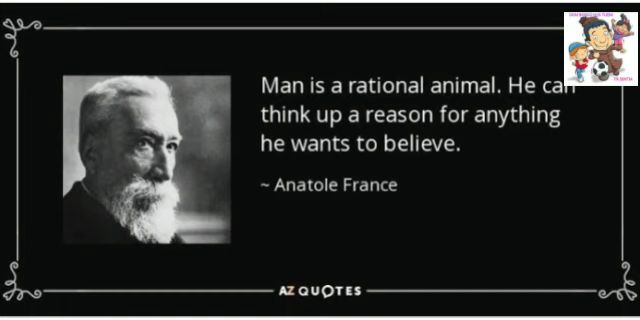 Man is a rational animal. He can
think up a reason for anything
he wants to believe.
~ Anatole France
AZ QUOTES